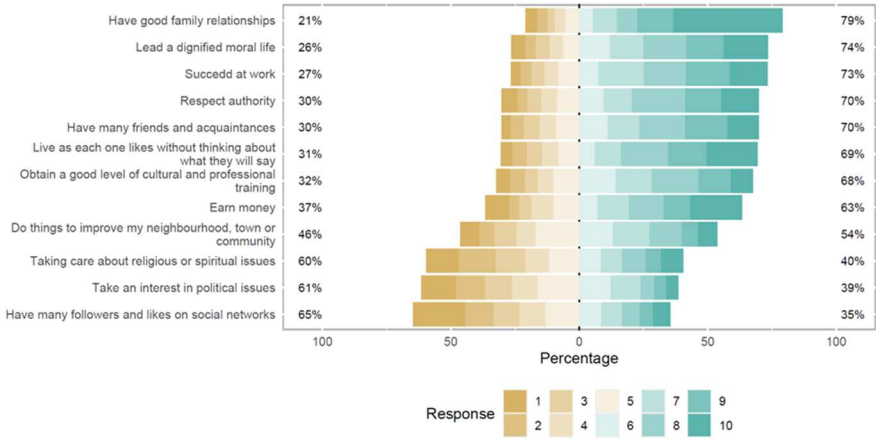 Have good family relationships 21% 79%
Lead a dignified moral life 26% 74%
Succedd at work 27% 73%
Respect authority 30% 70%
Have many friends and acquaintances 30% 70%
Live as each one likes without thinking about
what they will say 31% 69%
Obtain a good level of cultural and professional
training 32% 68%
Earn money 37% 63%
Do things to improve my neighbourhood, town or
community 46% 54%
Taking care about religious or spiritual issues 60% 40%
Take an interest in political issues 61% 39%
Have many followers and likes on social networks 65% 35%
100 50 0 50 100
Percentage
Response
1 3 5 7 9
2 4 6 8 10